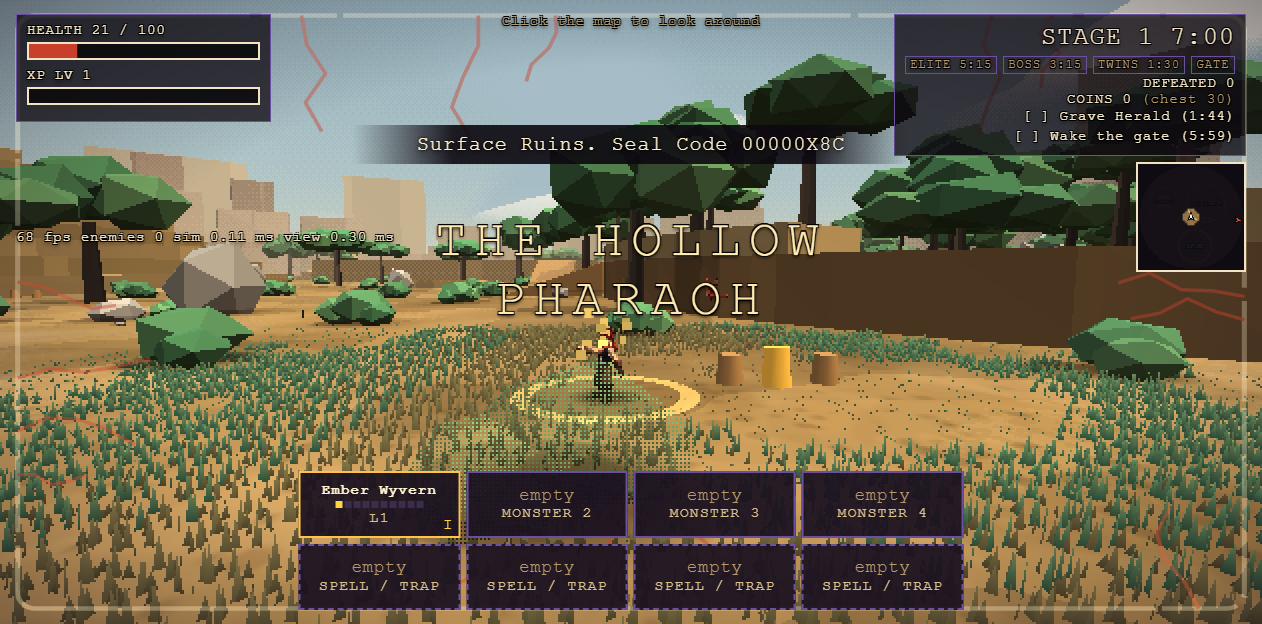 HEALTH 21 / 100
XP LV 1
Click the map to look around
STAGE 1 7:00
ELITE 5:15 BOSS 3:15 TWINS 1:30 GATE
DEFEATED 0
COINS 0 (chest 30)
[ ] Grave Herald (1:44)
[ ] Wake the gate (5:59)
Surface Ruins. Seal Code 00000X8C
68 fps enemies 0 sim 0.11 ms view 0.30 ms
THE HOLLOW
PHARAOH
Ember Wyvern
L1
I
empty
MONSTER 2
empty
MONSTER 3
empty
MONSTER 4
empty
SPELL / TRAP
empty
SPELL / TRAP
empty
SPELL / TRAP
empty
SPELL / TRAP